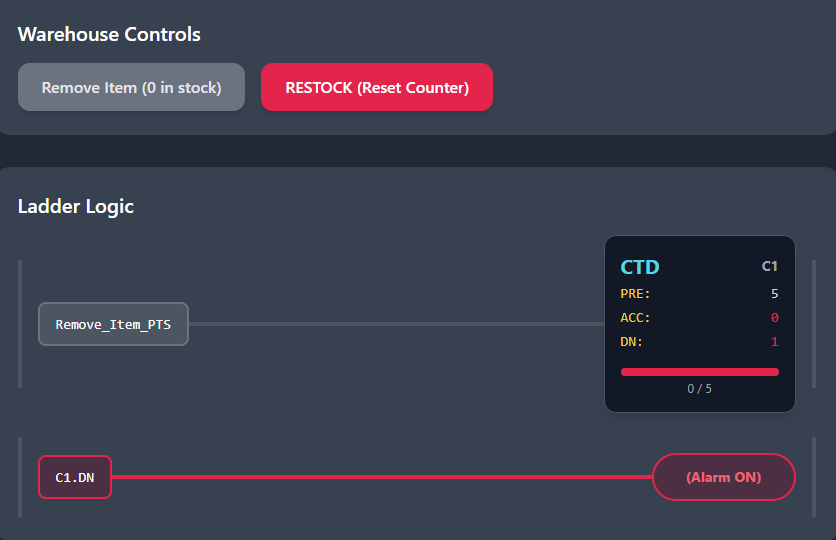 Warehouse Controls
Remove Item (0 in stock) RESTOCK (Reset Counter)
Ladder Logic
CTD C1
PRE: 5
ACC: 0
DN: 1
0 / 5
Remove_Item_PTS
C1.DN (Alarm ON)